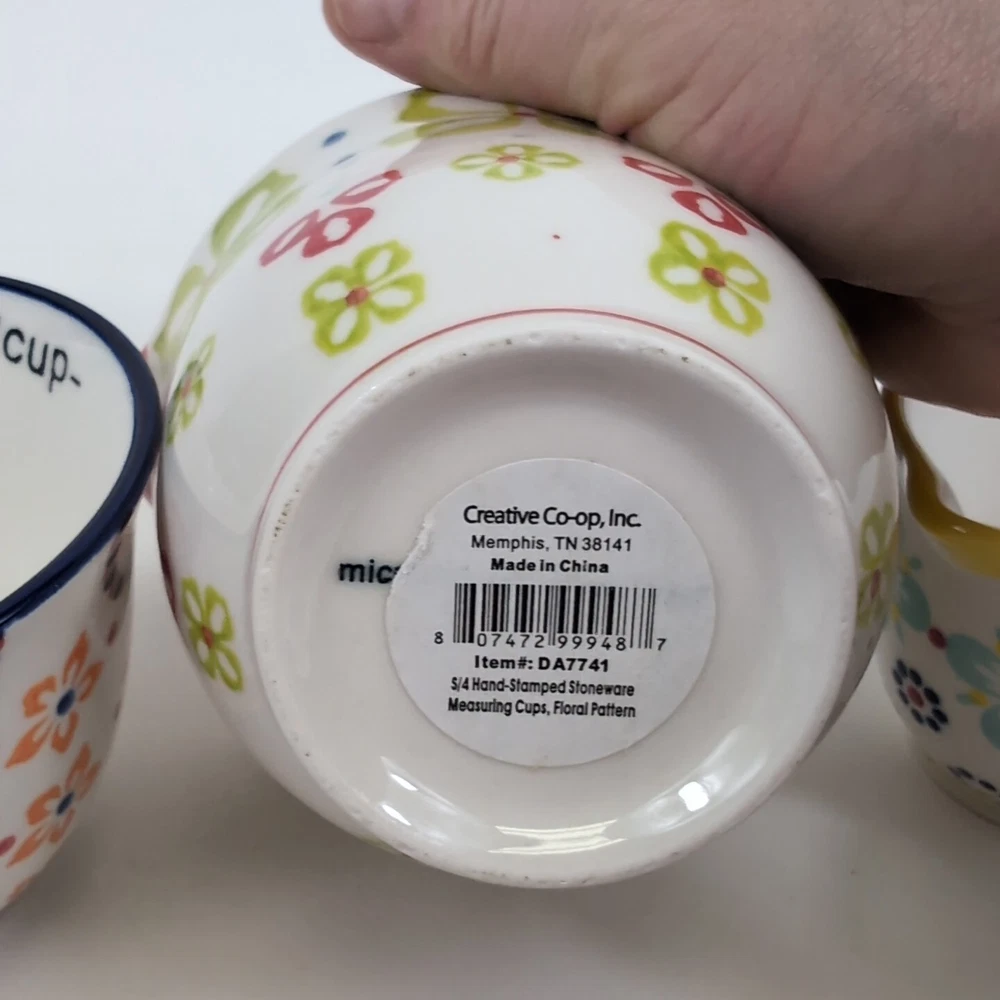 cup-
Creative Co-op, Inc.
Memphis, TN 38141
Made in China
8 07472 99948 7
Item#: DA7741
S/4 Hand-Stamped Stoneware
Measuring Cups, Floral Pattern